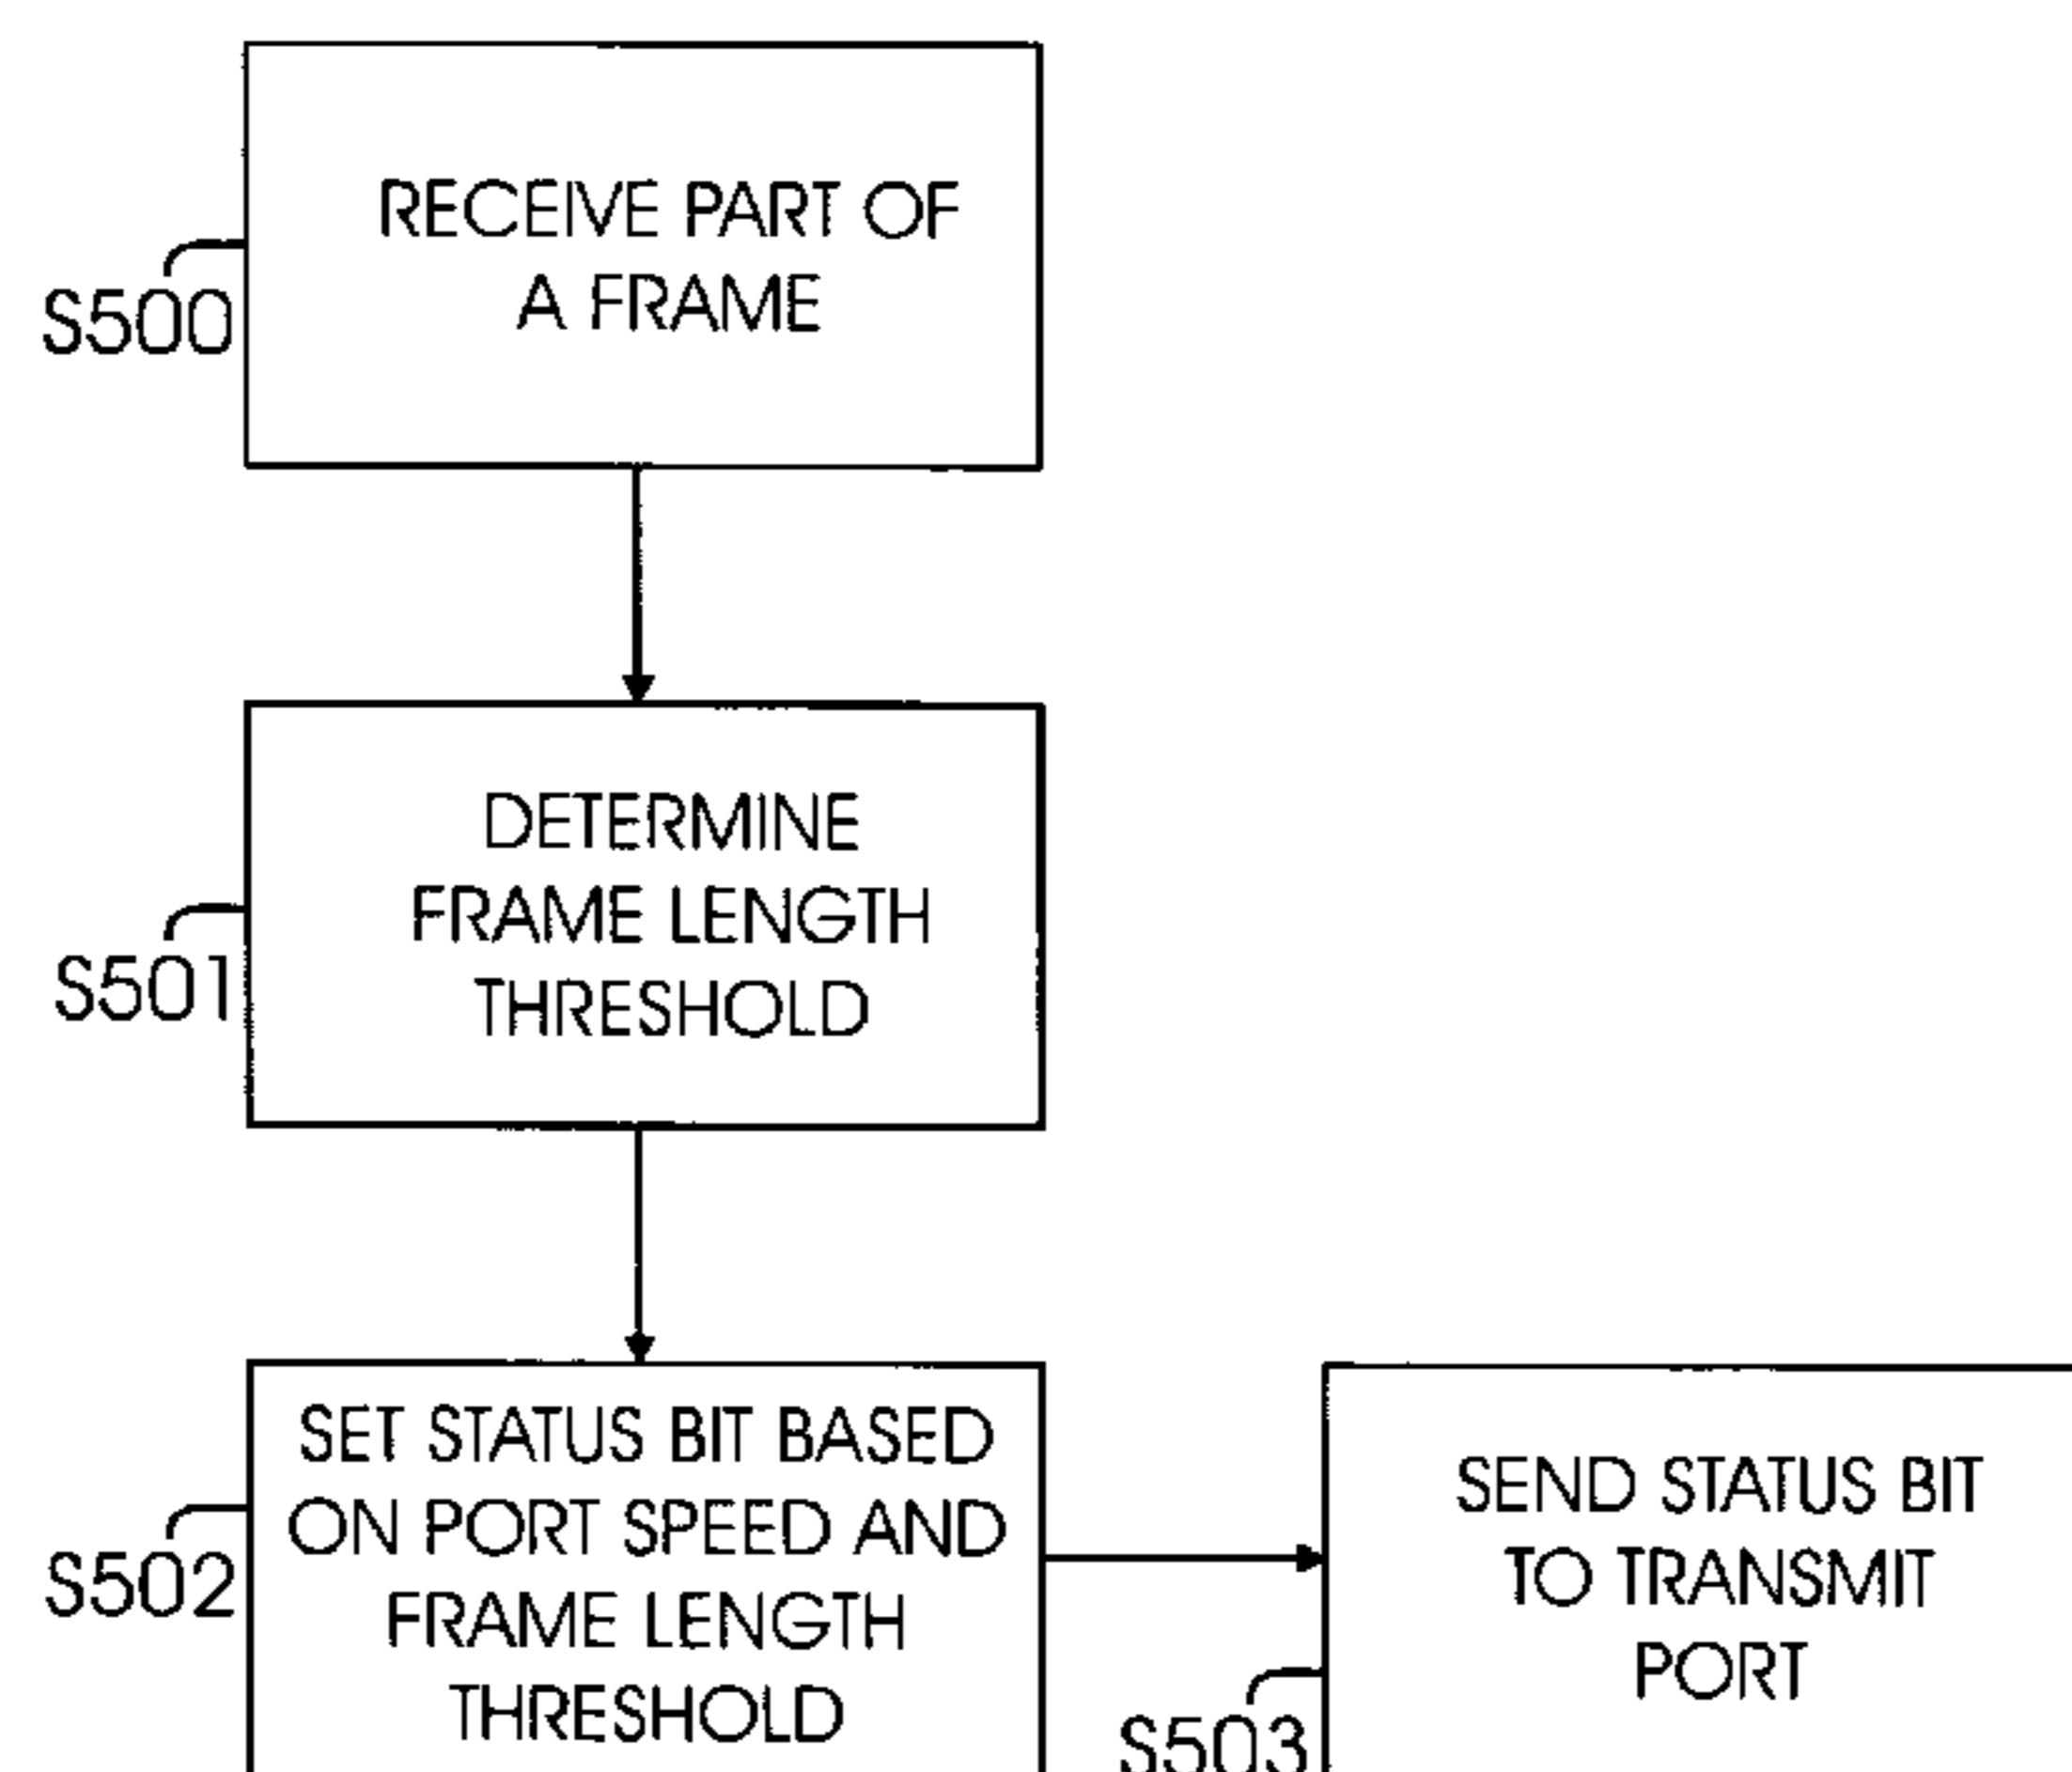 RECEIVE PART OF
A FRAME
S500
DETERMINE
FRAME LENGTH
THRESHOLD
S501
SET STATUS BIT BASED
ON PORT SPEED AND
FRAME LENGTH
THRESHOLD
S502
SEND STATUS BIT
TO TRANSMIT
PORT
S503